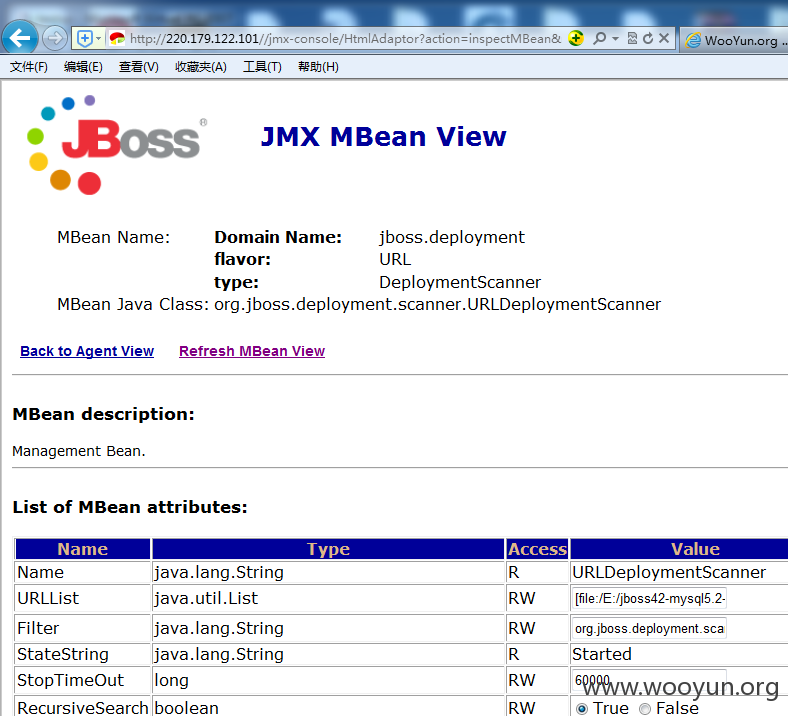 http://220.179.122.101//jmx-console/HtmlAdaptor?action=inspectMBean&
WooYun.org ...
文件(F) 编辑(E) 查看(V) 收藏夹(A) 工具(T) 帮助(H)
JBoss®
JMX MBean View
MBean Name: Domain Name: jboss.deployment
flavor: URL
type: DeploymentScanner
MBean Java Class: org.jboss.deployment.scanner.URLDeploymentScanner
Back to Agent View Refresh MBean View
MBean description:
Management Bean.
List of MBean attributes:
Name Type Access Value
Name java.lang.String R URLDeploymentScanner
URLList java.util.List RW [file:/E:/jboss42-mysql5.2-
Filter java.lang.String RW org.jboss.deployment.scar
StateString java.lang.String R Started
StopTimeOut long RW 60000
www.wooyun.org
RecursiveSearch boolean RW True False